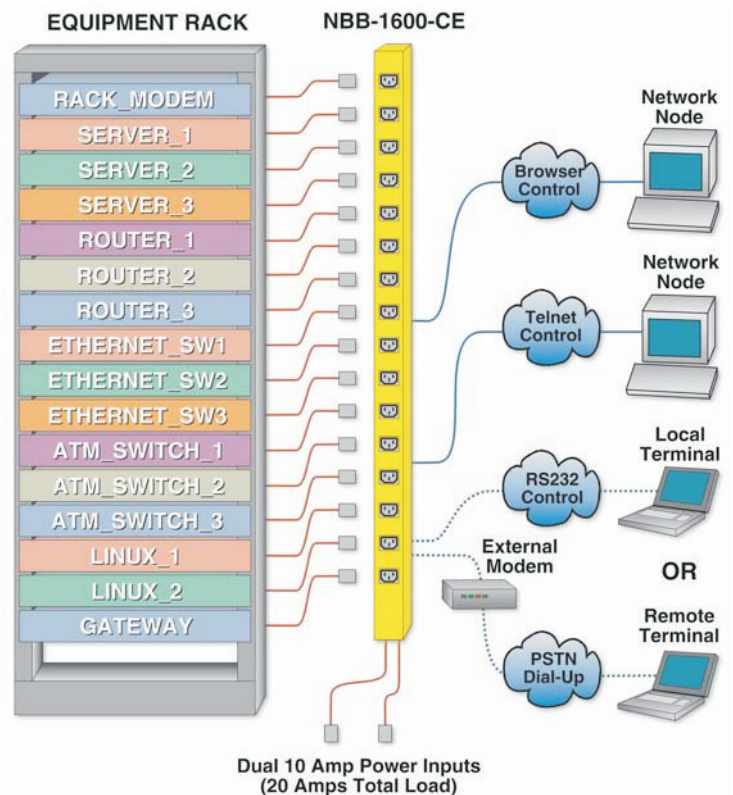 EQUIPMENT RACK
NBB-1600-CE
RACK_MODEM
SERVER_1
SERVER_2
SERVER_3
ROUTER_1
ROUTER_2
ROUTER_3
ETHERNET_SW1
ETHERNET_SW2
ETHERNET_SW3
ATM_SWITCH_1
ATM_SWITCH_2
ATM_SWITCH_3
LINUX_1
LINUX_2
GATEWAY
Browser
Control
Network
Node
Telnet
Control
Network
Node
RS232
Control
Local
Terminal
External
Modem
OR
PSTN
Dial-Up
Remote
Terminal
Dual 10 Amp Power Inputs
(20 Amps Total Load)